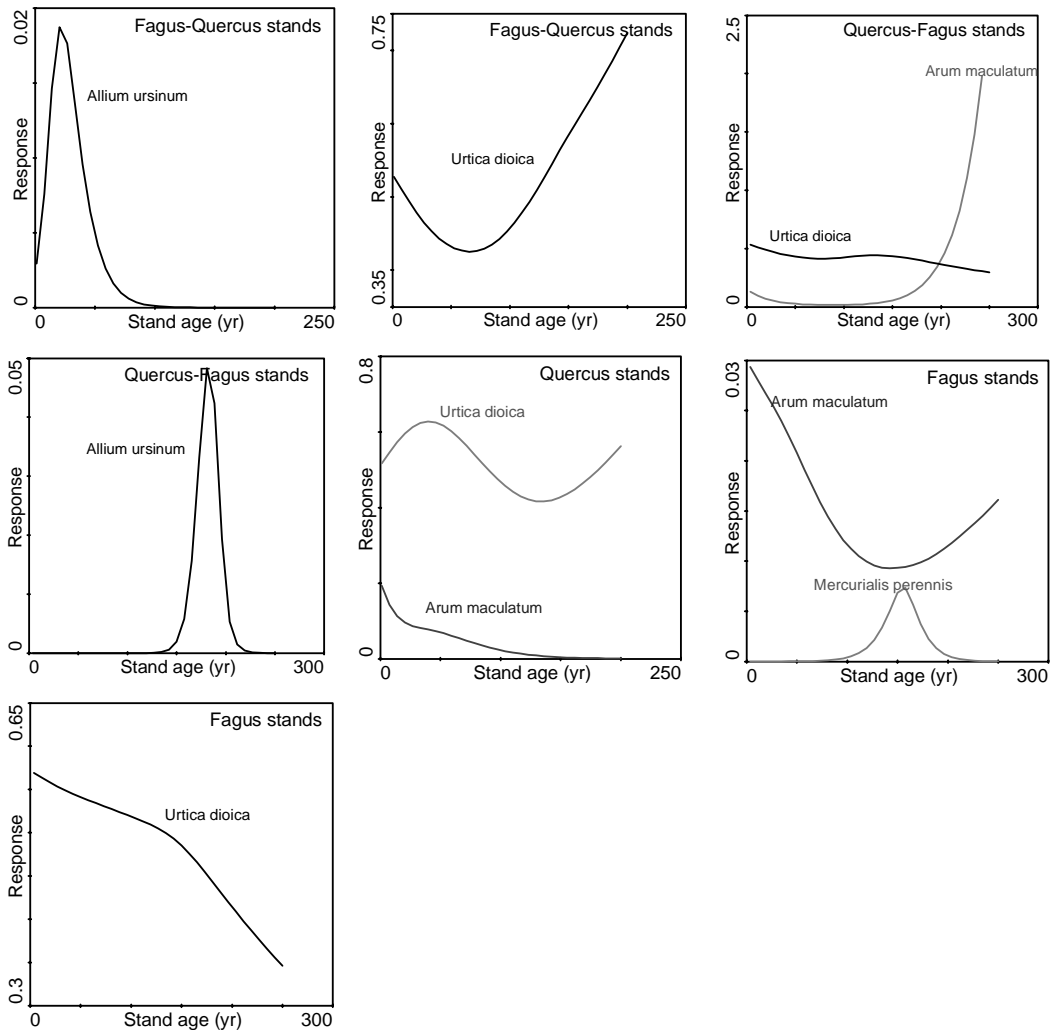 Fagus-Quercus stands
0.02
Allium ursinum
Response
0
0
Stand age (yr)
250
Fagus-Quercus stands
0.75
Urtica dioica
Response
0.35
0
Stand age (yr)
250
Quercus-Fagus stands
2.5
Arum maculatum
Urtica dioica
Response
0
0
Stand age (yr)
300
Quercus-Fagus stands
0.05
Allium ursinum
Response
0
0
Stand age (yr)
300
Quercus stands
0.8
Urtica dioica
Response
Arum maculatum
0
0
Stand age (yr)
250
Fagus stands
0.03
Arum maculatum
Response
Mercurialis perennis
0
0
Stand age (yr)
300
Fagus stands
0.65
Urtica dioica
Response
0.3
0
Stand age (yr)
300